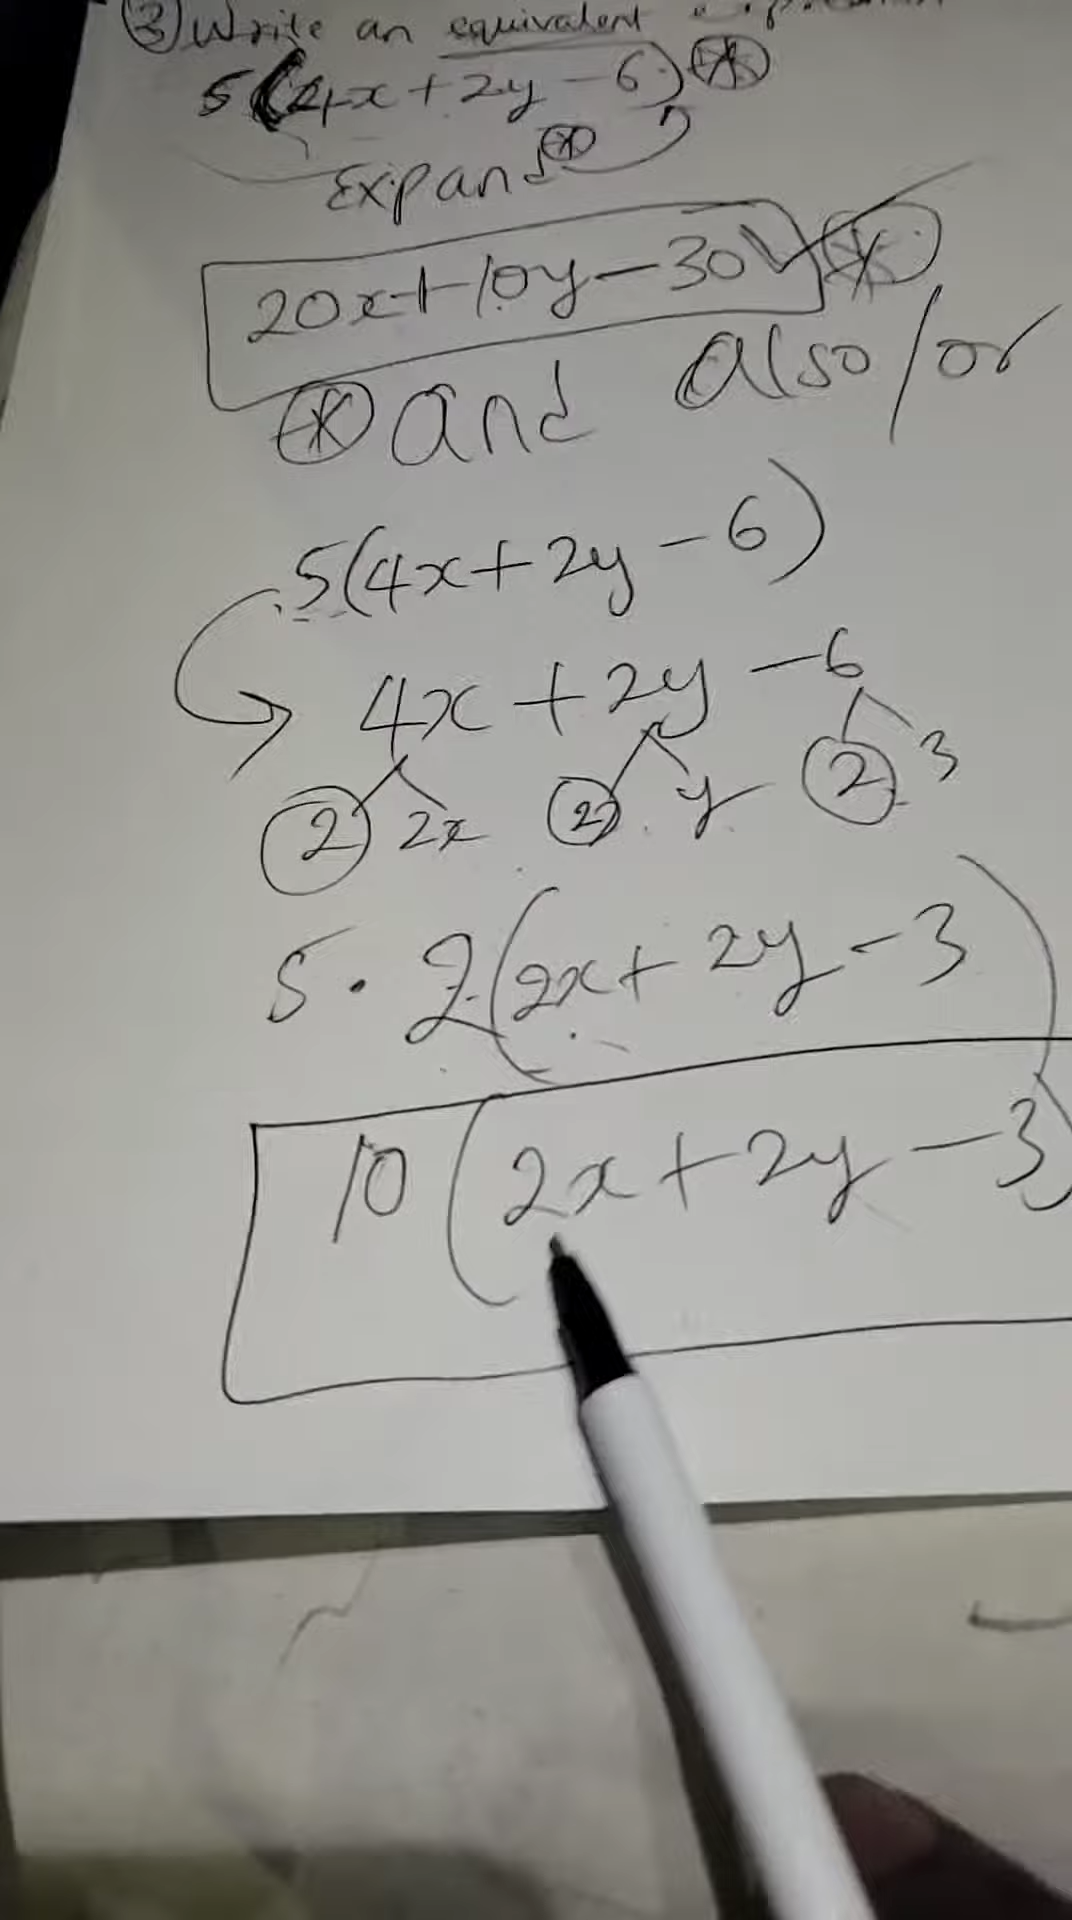 ③ Write an equivalent
5(4x+2y-6)
Expand
20x+10y-30
and also/or
5(4x+2y-6)
4x+2y-6
2 2x 2 y 2 3
5·2(2x+2y-3)
10(2x+2y-3)